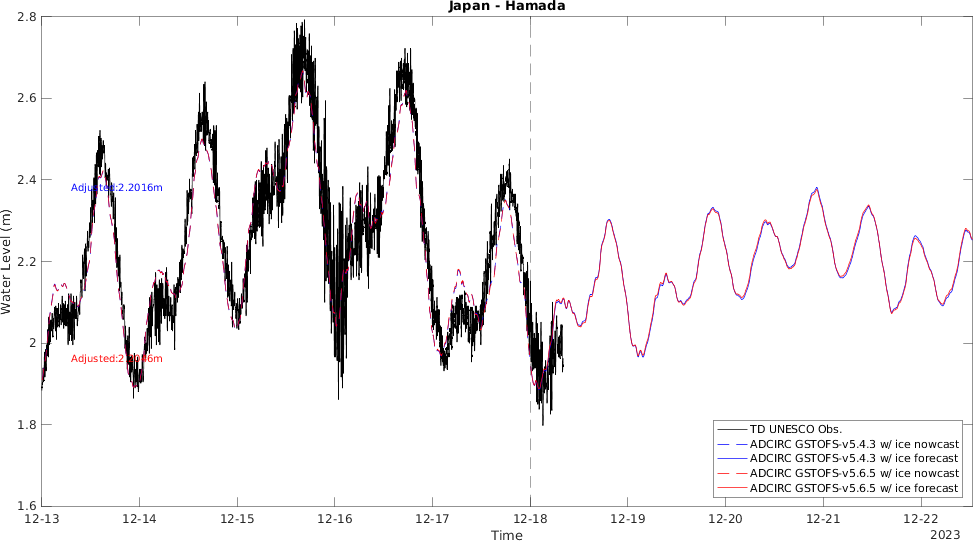 Japan - Hamada
2.8
2.6
2.4
2.2
2
1.8
1.6
Water Level (m)
Adjusted:2.2016m
TD UNESCO Obs.
ADCIRC GSTOFS-v5.4.3 w/ ice nowcast
ADCIRC GSTOFS-v5.4.3 w/ ice forecast
ADCIRC GSTOFS-v5.6.5 w/ ice nowcast
ADCIRC GSTOFS-v5.6.5 w/ ice forecast
12-13 12-14 12-15 12-16 12-17 12-18 12-19 12-20 12-21 12-22
Time
2023